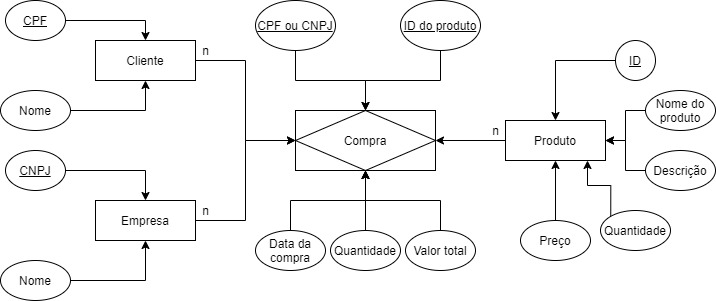 CPF
CPF ou CNPJ
ID do produto
Cliente
n
ID
Nome
Nome do
produto
Compra
n
Produto
CNPJ
Descrição
Empresa
n
Data da
compra
Quantidade
Valor total
Preço
Quantidade
Nome